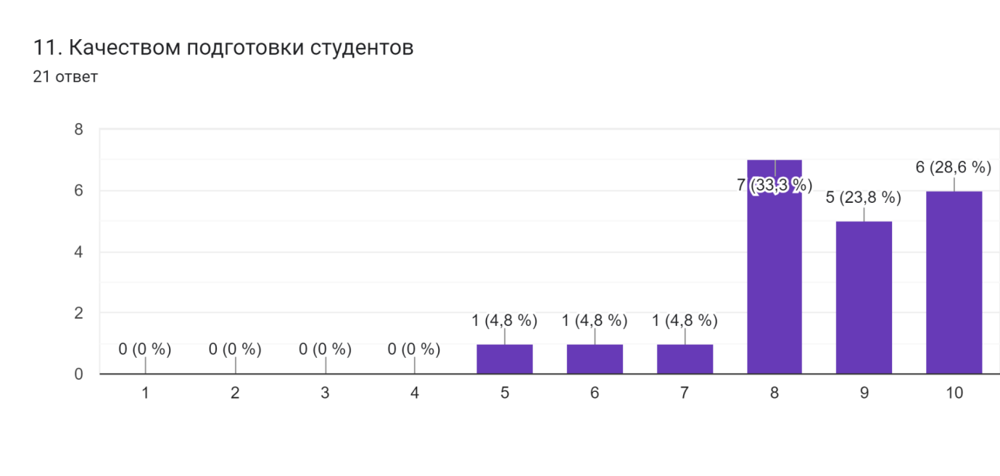 11. Качеством подготовки студентов
21 ответ
8
6
4
2
0
0 (0 %)
0 (0 %)
0 (0 %)
0 (0 %)
1 (4,8 %)
1 (4,8 %)
1 (4,8 %)
7 (33,3 %)
5 (23,8 %)
6 (28,6 %)
1 2 3 4 5 6 7 8 9 10